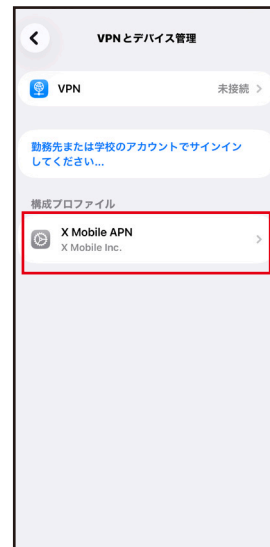 VPNとデバイス管理
VPN 未接続
勤務先または学校のアカウントでサインイン
してください...
構成プロファイル
X Mobile APN
X Mobile Inc.